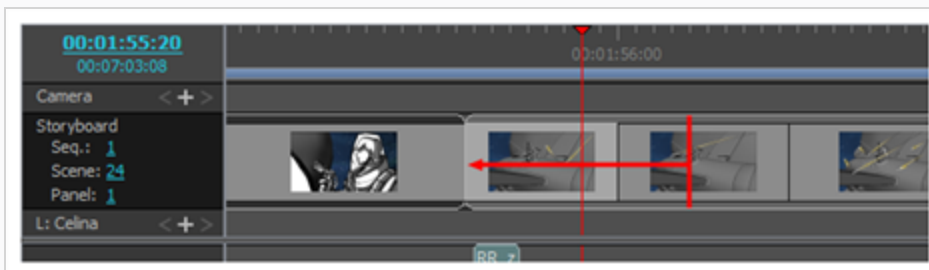 00:01:55:20
00:07:03:08
00:01:56:00
Camera < + >
Storyboard
Seq.: 1
Scene: 24
Panel: 1
L: Celina < + >
RR_z